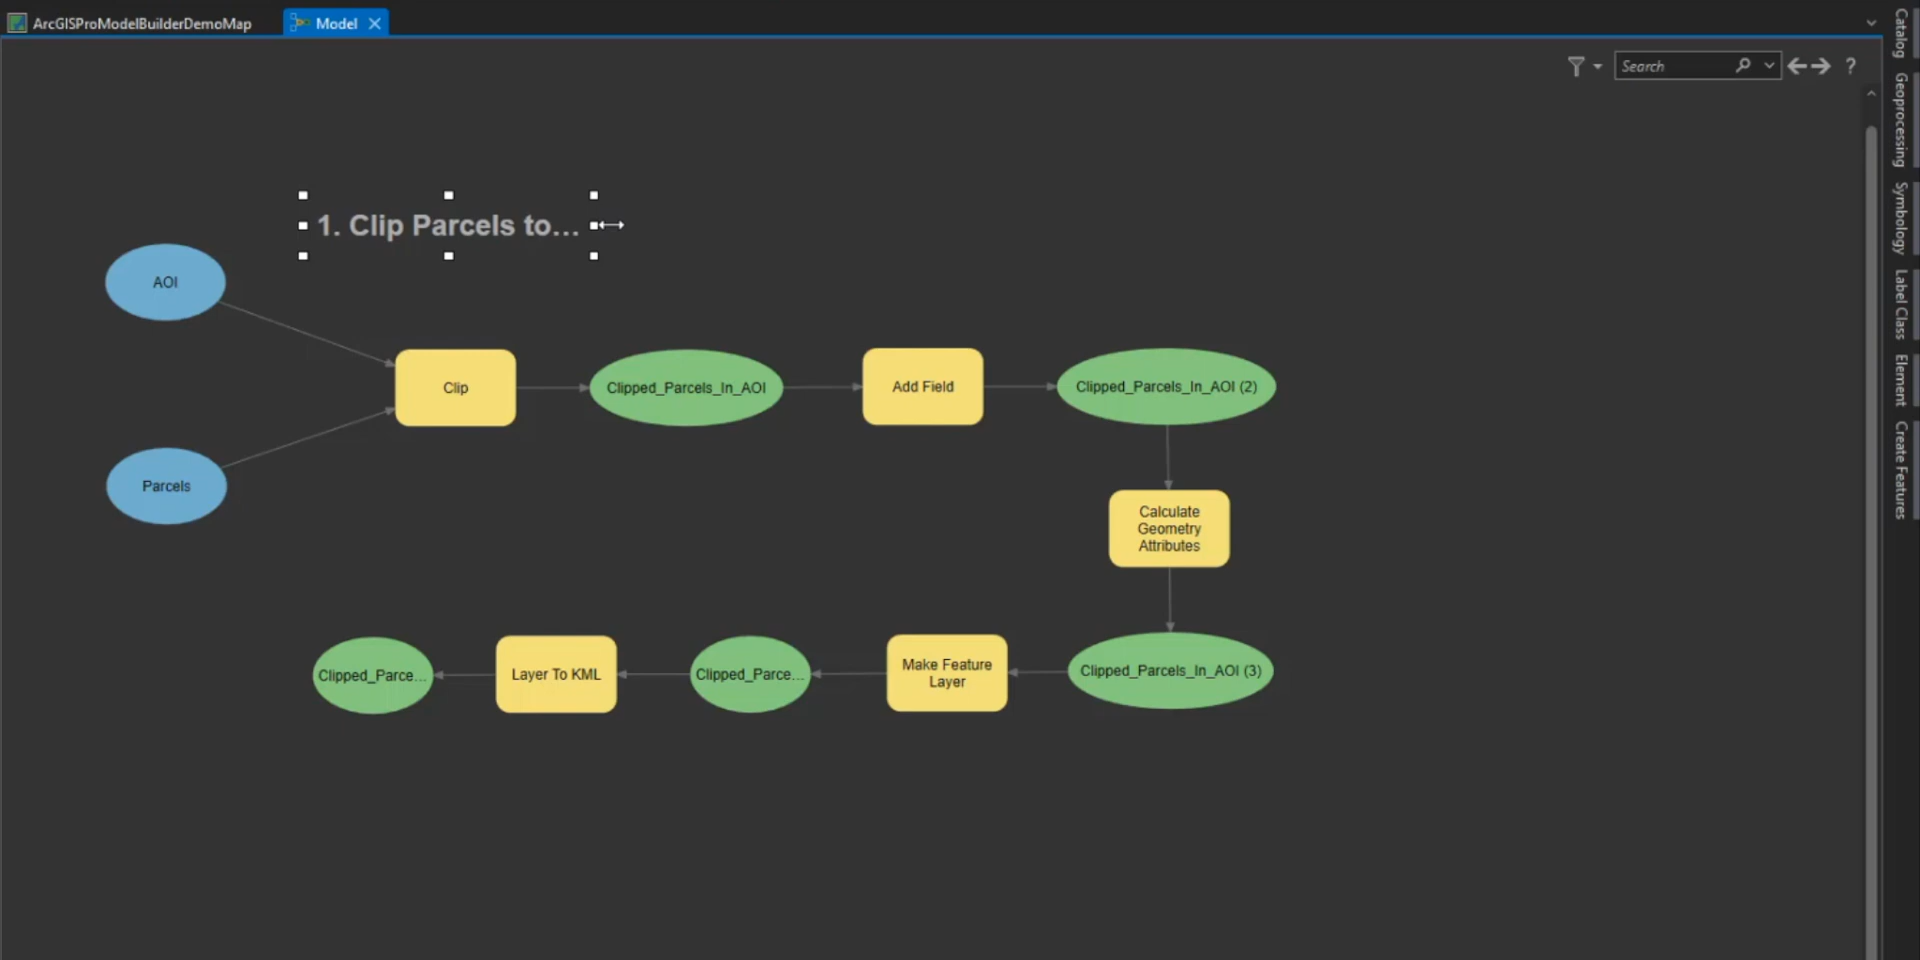 ArcGISProModelBuilderDemoMap
Model
Search
?
1. Clip Parcels to...
AOI
Clip
Clipped_Parcels_In_AOI
Add Field
Clipped_Parcels_In_AOI (2)
Parcels
Calculate
Geometry
Attributes
Clipped_Parce...
Layer To KML
Clipped_Parce...
Make Feature
Layer
Clipped_Parcels_In_AOI (3)
Catalog
Geoprocessing
Symbology
Label Class
Element
Create Features